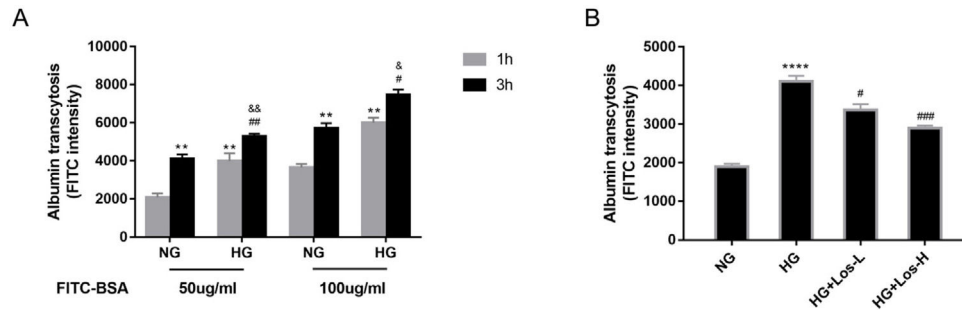 A
Albumin transcytosis
(FITC intensity)
10000
8000
6000
4000
2000
0
**
**
&&
##
**
**
&
#
NG
HG
NG
HG
FITC-BSA
50ug/ml
100ug/ml
1h
3h
B
Albumin transcytosis
(FITC intensity)
5000
4000
3000
2000
1000
0
****
#
###
NG
HG
HG+Los-L
HG+Los-H